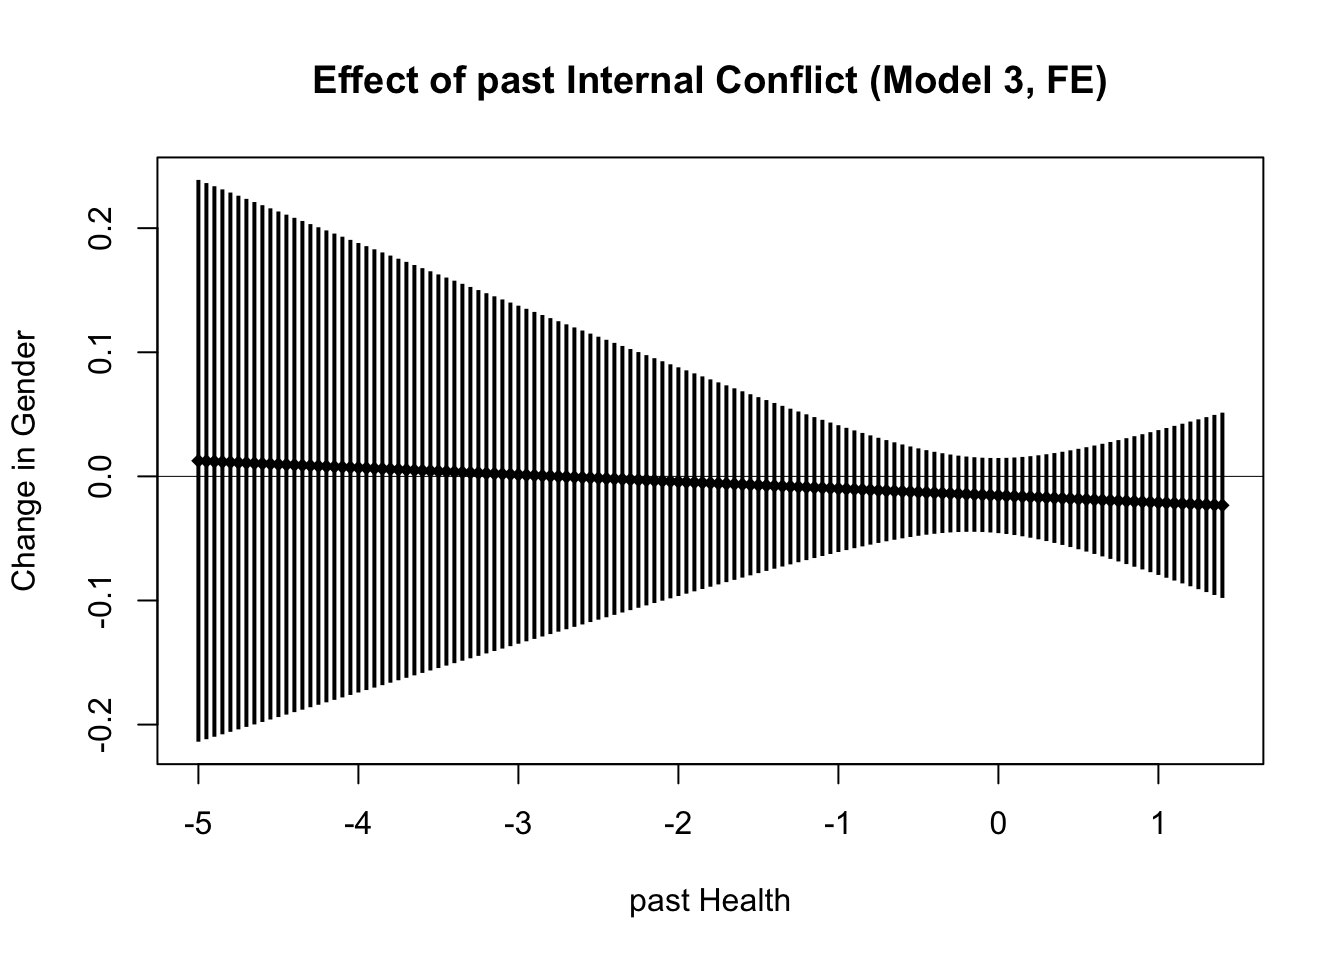 Effect of past Internal Conflict (Model 3, FE)
Change in Gender
0.2
0.1
0.0
-0.1
-0.2
-5 -4 -3 -2 -1 0 1
past Health